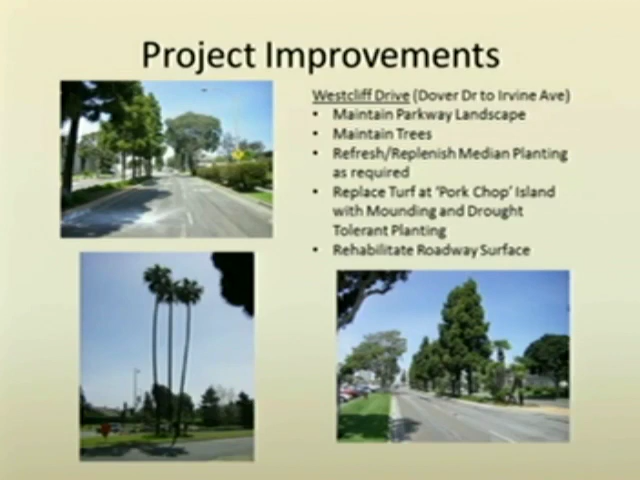 Project Improvements
Westcliff Drive (Dover Dr to Irvine Ave)
• Maintain Parkway Landscape
• Maintain Trees
• Refresh/Replenish Median Planting
as required
• Replace Turf at 'Pork Chop' Island
with Mounding and Drought
Tolerant Planting
• Rehabilitate Roadway Surface